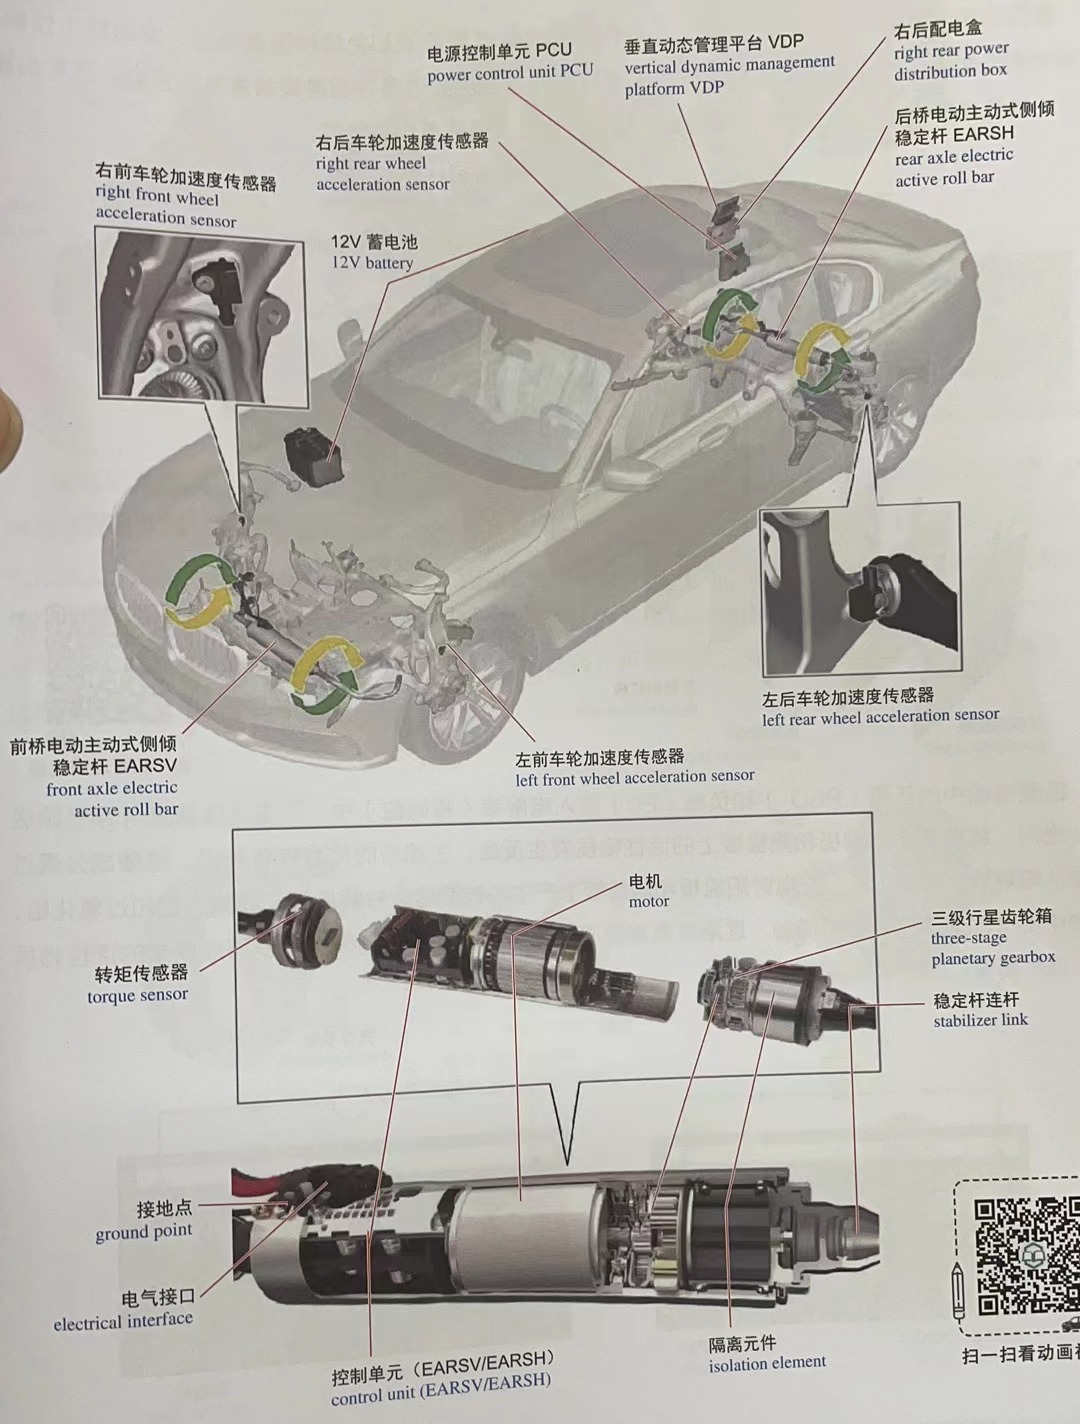 电源控制单元 PCU
power control unit PCU
垂直动态管理平台 VDP
vertical dynamic management
platform VDP
右后配电盒
right rear power
distribution box
后桥电动主动式侧倾
稳定杆 EARSH
rear axle electric
active roll bar
右后车轮加速度传感器
right rear wheel
acceleration sensor
右前车轮加速度传感器
right front wheel
acceleration sensor
12V 蓄电池
12V battery
左后车轮加速度传感器
left rear wheel acceleration sensor
前桥电动主动式侧倾
稳定杆 EARSV
front axle electric
active roll bar
左前车轮加速度传感器
left front wheel acceleration sensor
电机
motor
三级行星齿轮箱
three-stage
planetary gearbox
转矩传感器
torque sensor
稳定杆连杆
stabilizer link
接地点
ground point
电气接口
electrical interface
控制单元（EARSV/EARSH）
control unit (EARSV/EARSH)
隔离元件
isolation element
扫一扫看动画